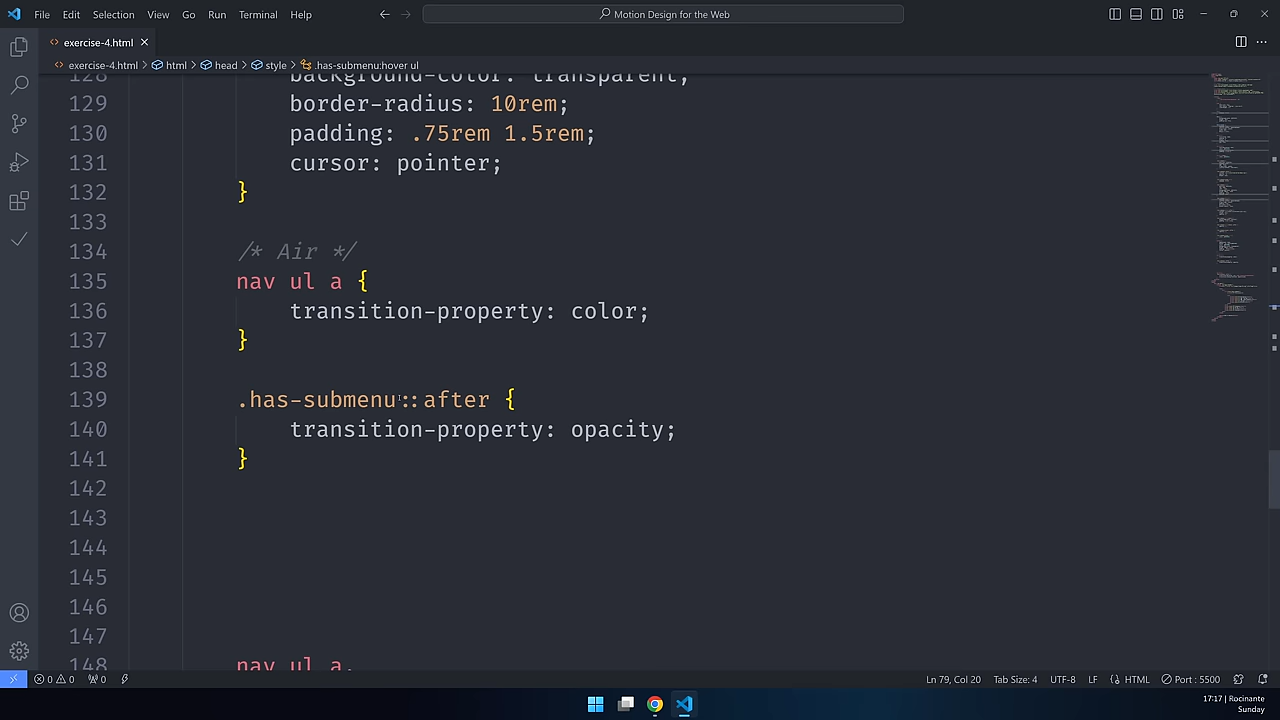 File Edit Selection View Go Run Terminal Help
Motion Design for the Web
exercise-4.html
exercise-4.html > html > head > style > .has-submenu:hover ul
128 background-color: transparent;
129 border-radius: 10rem;
130 padding: .75rem 1.5rem;
131 cursor: pointer;
132 }
133
134 /* Air */
135 nav ul a {
136 transition-property: color;
137 }
138
139 .has-submenu::after {
140 transition-property: opacity;
141 }
142
143
144
145
146
147
148 nav ul a,
0 0 0 Ln 79, Col 20 Tab Size: 4 UTF-8 LF HTML Port : 5500
17:17 | Rocinante
Sunday